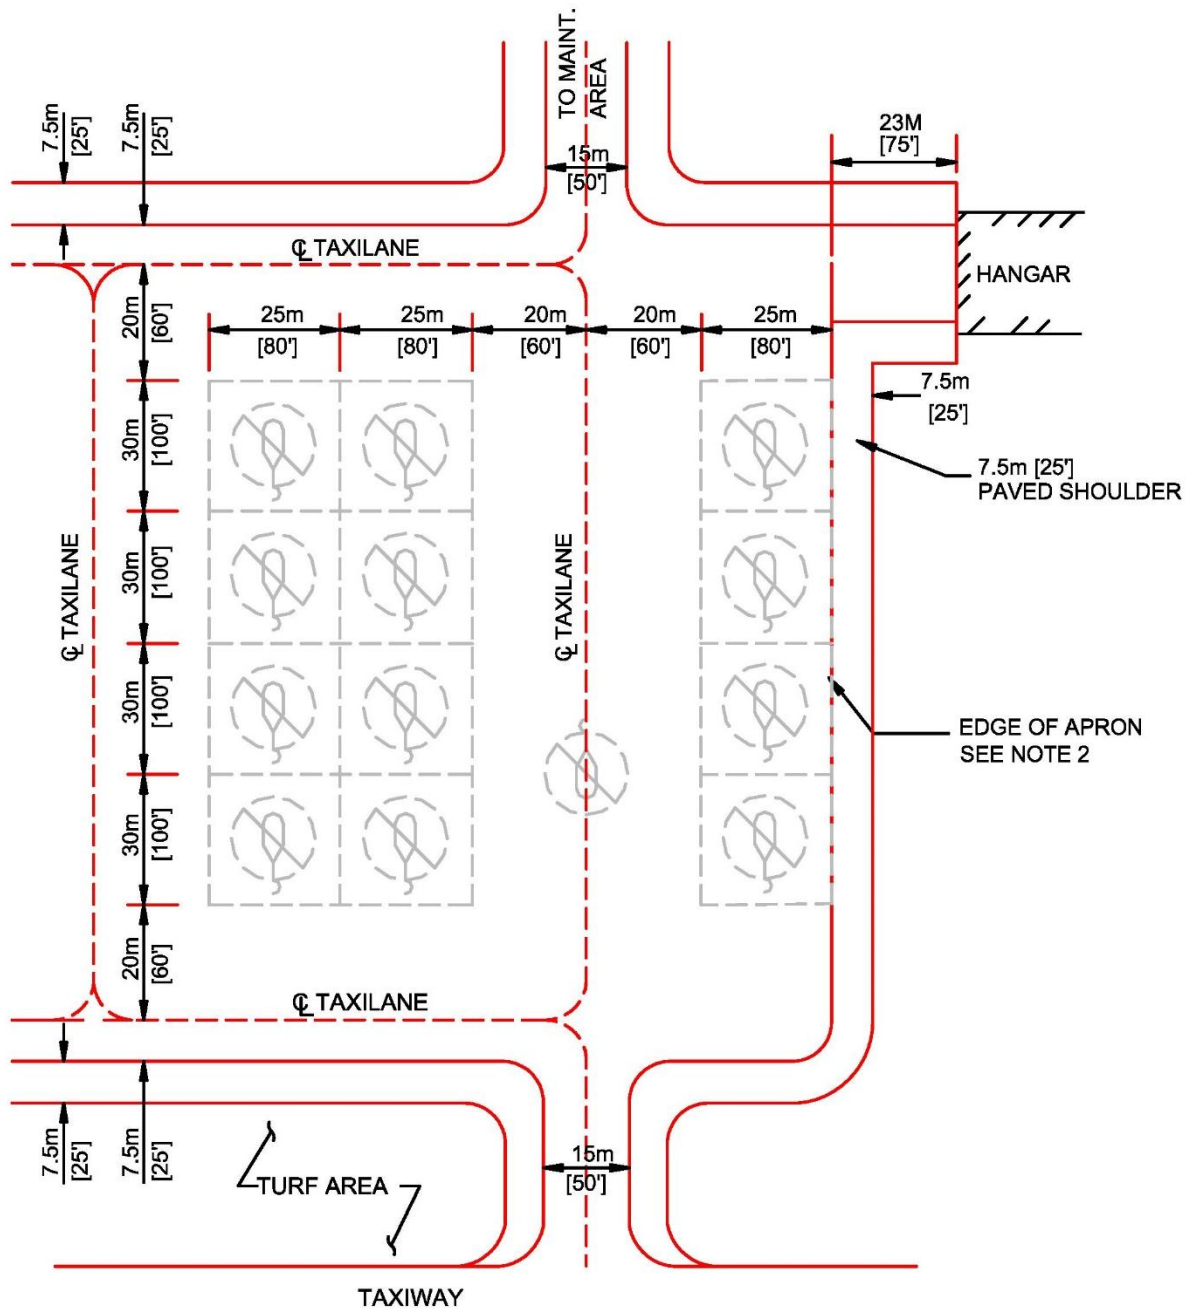 TO MAINT.
AREA
7.5m
[25']
7.5m
[25']
23M
[75']
15m
[50']
℄ TAXILANE
HANGAR
20m
[60']
25m
[80']
25m
[80']
20m
[60']
20m
[60']
25m
[80']
7.5m
[25']
30m
[100']
7.5m [25']
PAVED SHOULDER
℄ TAXILANE
30m
[100']
℄ TAXILANE
30m
[100']
EDGE OF APRON
SEE NOTE 2
30m
[100']
20m
[60']
℄ TAXILANE
7.5m
[25']
7.5m
[25']
15m
[50']
TURF AREA
TAXIWAY